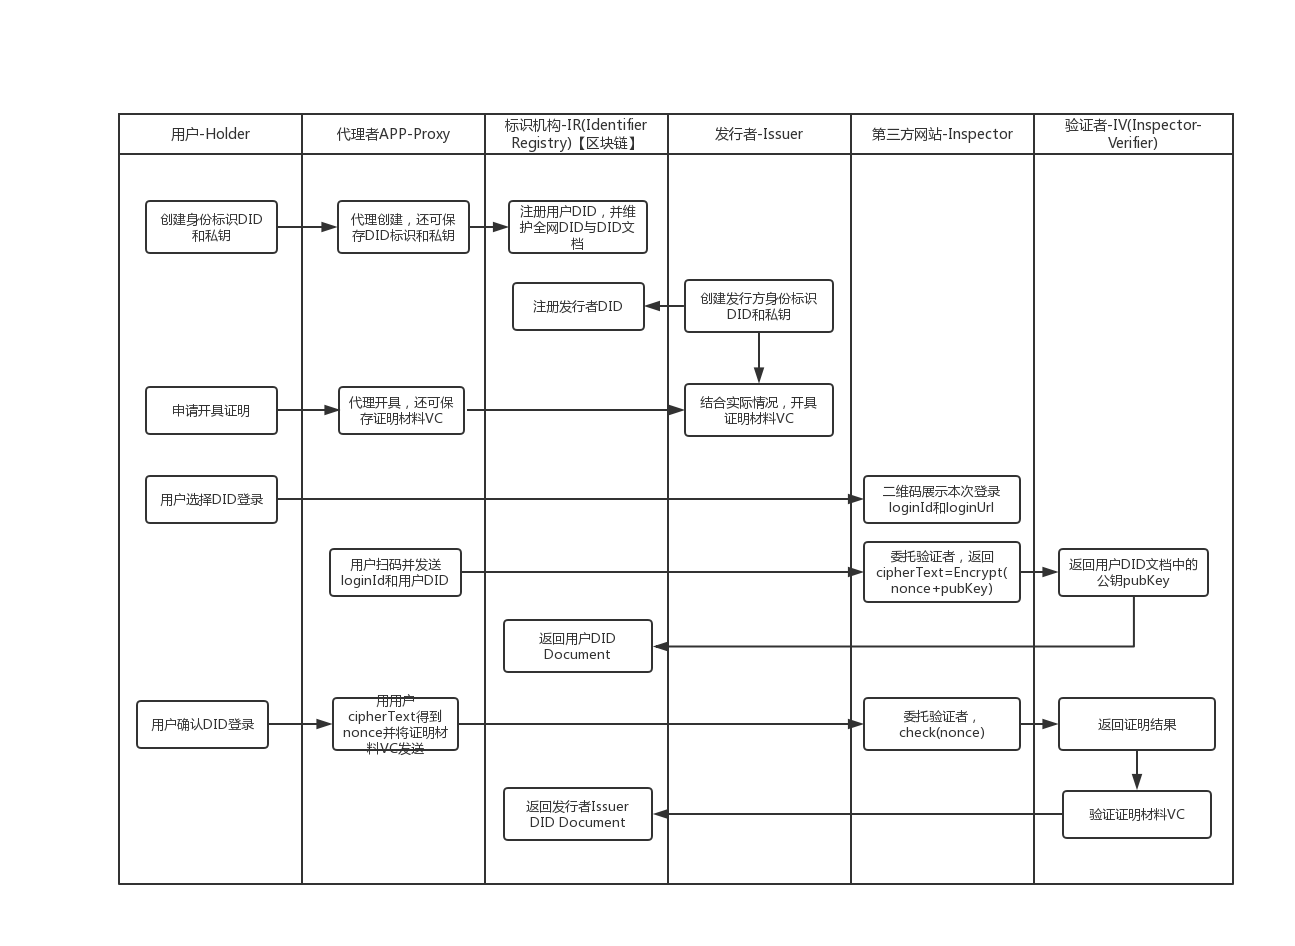 用户-Holder
代理者APP-Proxy
标识机构-IR(Identifier
Registry)【区块链】
发行者-Issuer
第三方网站-Inspector
验证者-IV(Inspector-
Verifier)
创建身份标识DID
和私钥
代理创建，还可保
存DID标识和私钥
注册用户DID，并维
护全网DID与DID文
档
注册发行者DID
创建发行方身份标识
DID和私钥
申请开具证明
代理开具，还可保
存证明材料VC
结合实际情况，开具
证明材料VC
用户选择DID登录
二维码展示本次登录
loginId和loginUrl
用户扫码并发送
loginId和用户DID
委托验证者，返回
cipherText=Encrypt(
nonce+pubKey)
返回用户DID文档中的
公钥pubKey
返回用户DID
Document
用户确认DID登录
用用户
cipherText得到
nonce并将证明材
料VC发送
委托验证者，
check(nonce)
返回证明结果
返回发行者Issuer
DID Document
验证证明材料VC